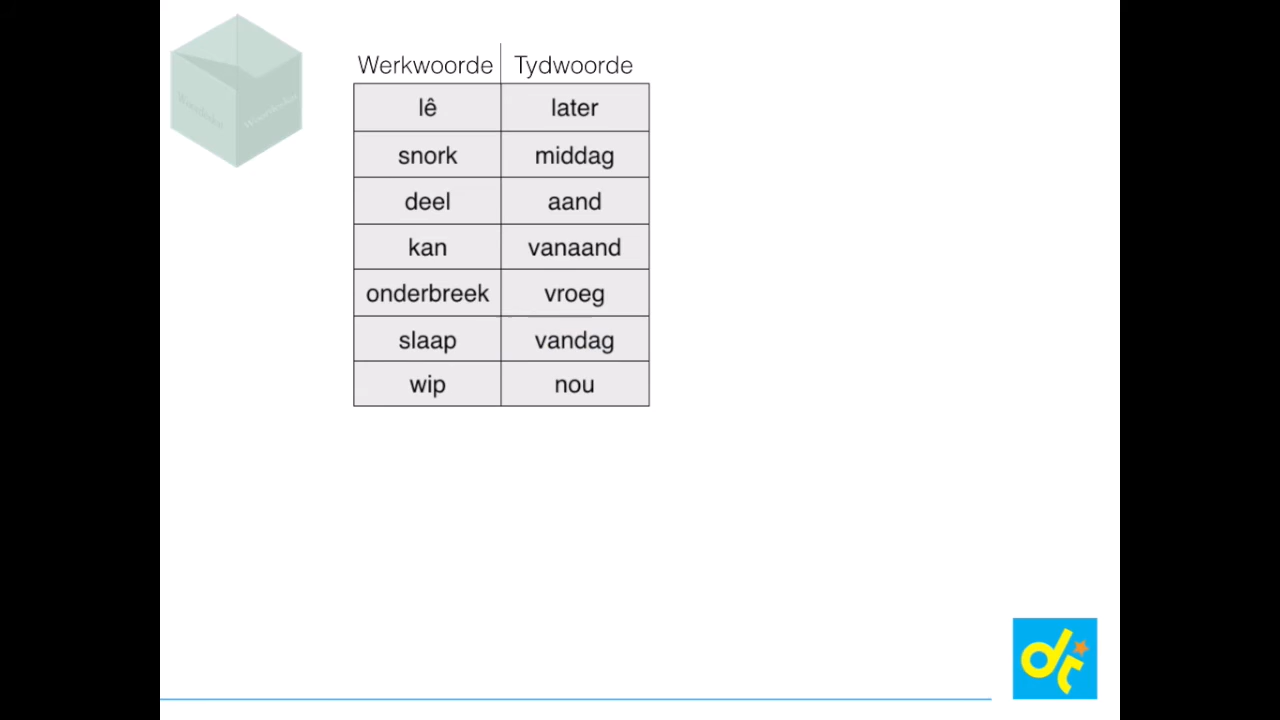 Werkwoorde Tydwoorde
lê later
snork middag
deel aand
kan vanaand
onderbreek vroeg
slaap vandag
wip nou